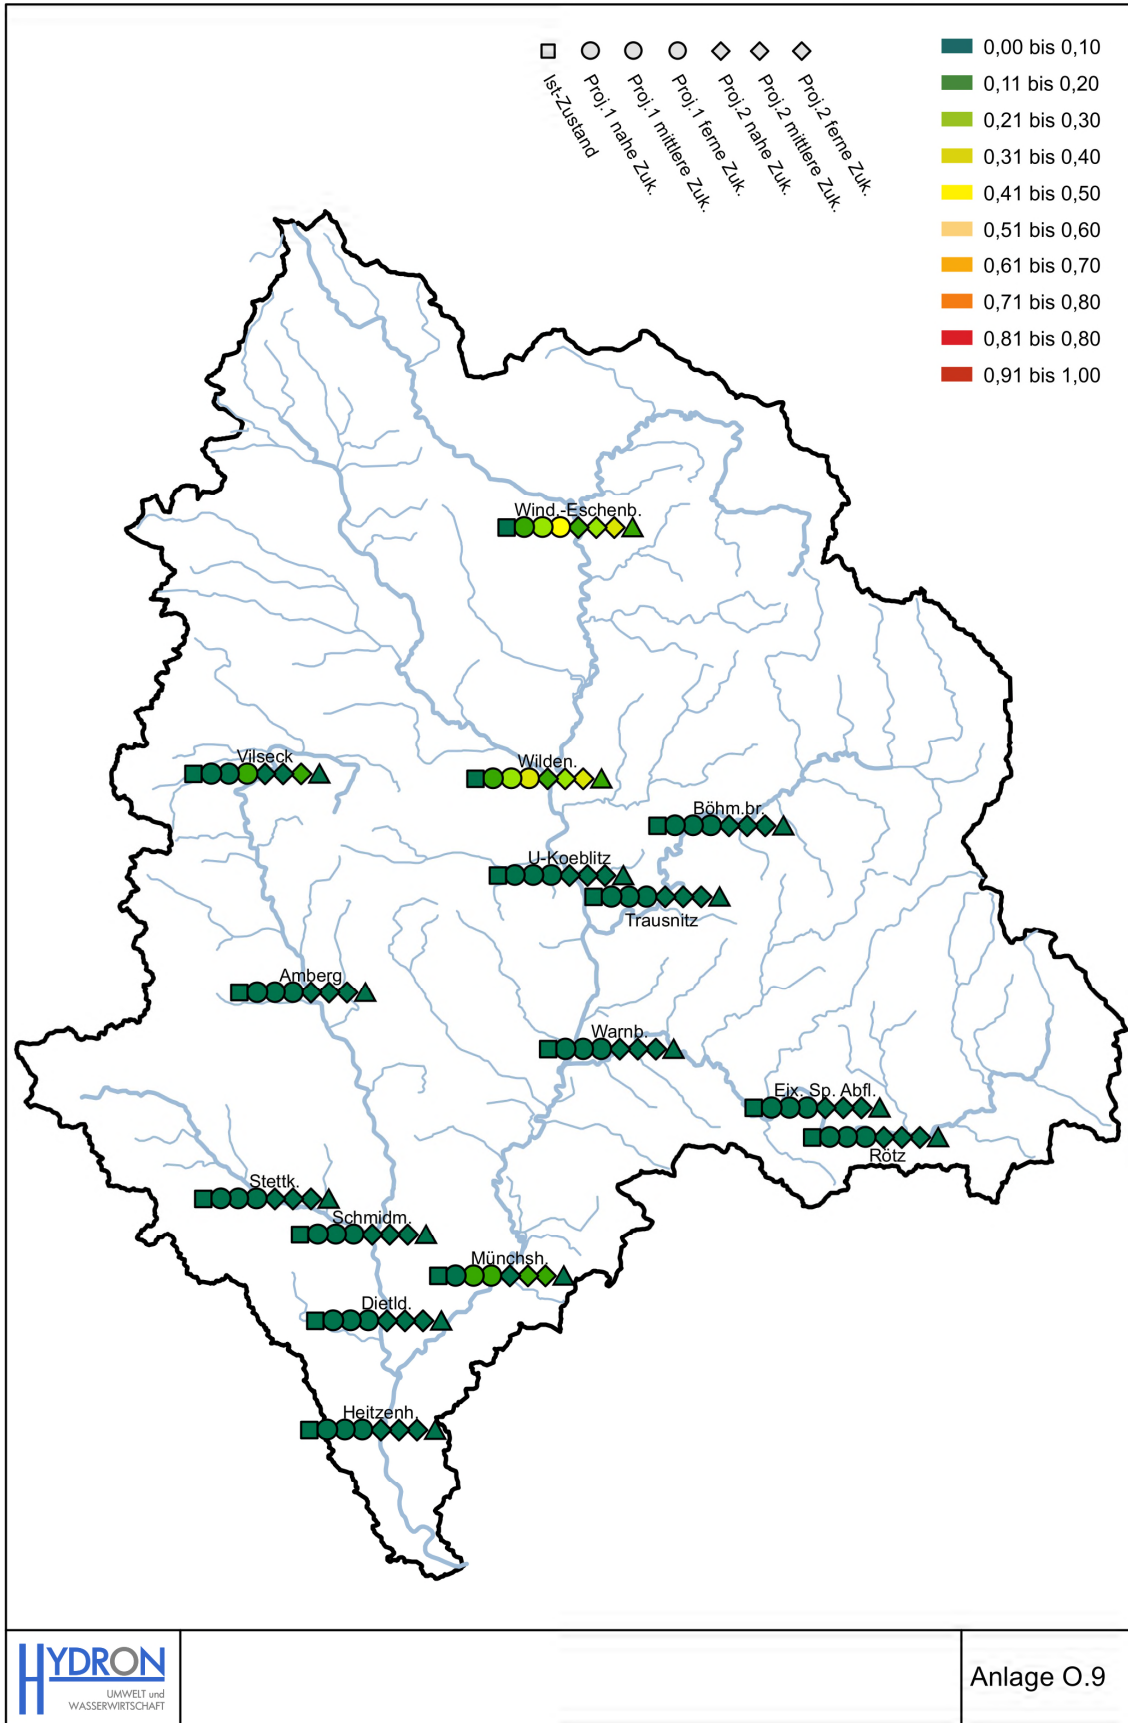 Ist-Zustand
Proj.1 nahe Zuk.
Proj.1 mittlere Zuk.
Proj.1 ferne Zuk.
Proj.2 nahe Zuk.
Proj.2 mittlere Zuk.
Proj.2 ferne Zuk.
0,00 bis 0,10
0,11 bis 0,20
0,21 bis 0,30
0,31 bis 0,40
0,41 bis 0,50
0,51 bis 0,60
0,61 bis 0,70
0,71 bis 0,80
0,81 bis 0,80
0,91 bis 1,00
Wind.-Eschenb.
Vilseck
Wilden.
Böhm.br.
U-Koeblitz
Trausnitz
Amberg
Warnb.
Eix. Sp. Abfl.
Rötz
Stettk.
Schmidm.
Münchsh.
Dietld.
Heitzenh.
HYDRON
UMWELT und
WASSERWIRTSCHAFT
Anlage O.9